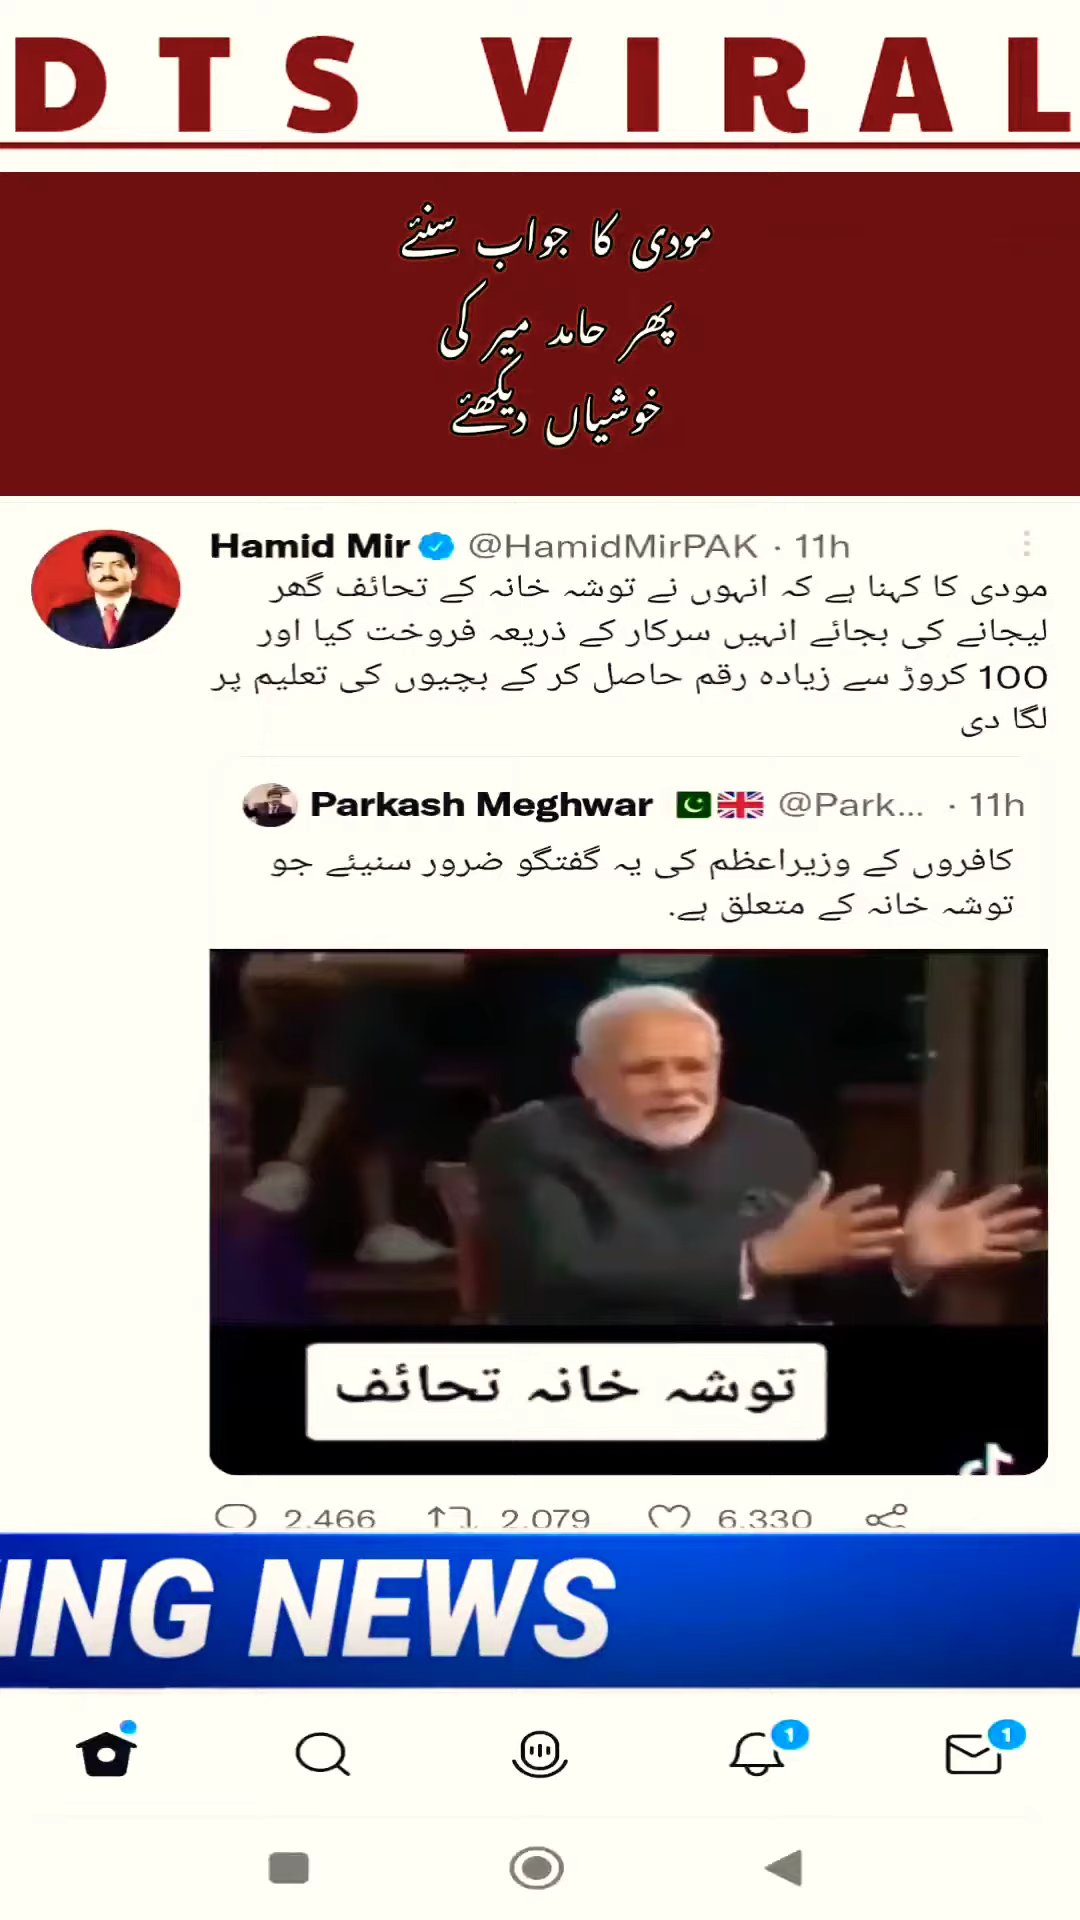 DTS VIRAL
مودی کا جواب سنئے
پھر حامد میر کی
خوشیاں دیکھئے
Hamid Mir @HamidMirPAK · 11h
مودی کا کہنا ہے کہ انہوں نے توشہ خانہ کے تحائف گھر
لیجانے کی بجائے انہیں سرکار کے ذریعہ فروخت کیا اور
100 کروڑ سے زیادہ رقم حاصل کر کے بچیوں کی تعلیم پر
لگا دی
Parkash Meghwar @Park... · 11h
کافروں کے وزیراعظم کی یہ گفتگو ضرور سنیئے جو
توشہ خانہ کے متعلق ہے.
توشہ خانہ تحائف
2.466 2.079 6.330
ING NEWS
1 1